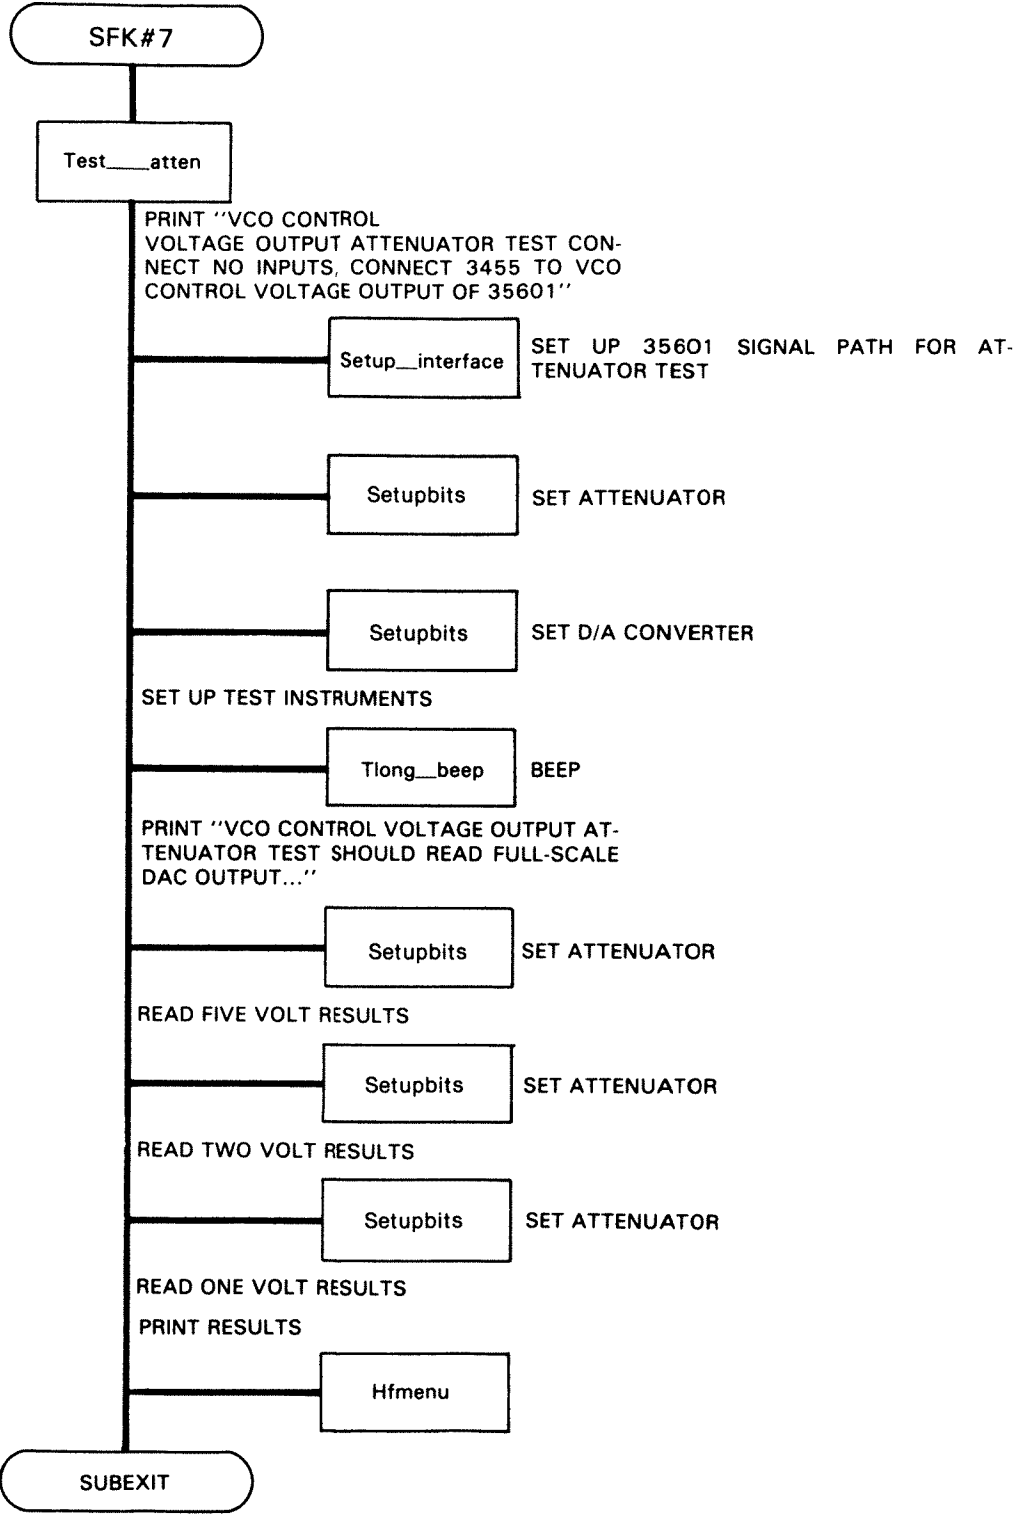 SFK#7
Test____atten
PRINT ''VCO CONTROL
VOLTAGE OUTPUT ATTENUATOR TEST CON-
NECT NO INPUTS, CONNECT 3455 TO VCO
CONTROL VOLTAGE OUTPUT OF 35601''
Setup__interface
SET UP 35601 SIGNAL PATH FOR AT-
TENUATOR TEST
Setupbits
SET ATTENUATOR
Setupbits
SET D/A CONVERTER
SET UP TEST INSTRUMENTS
Tlong__beep
BEEP
PRINT ''VCO CONTROL VOLTAGE OUTPUT AT-
TENUATOR TEST SHOULD READ FULL-SCALE
DAC OUTPUT...''
Setupbits
SET ATTENUATOR
READ FIVE VOLT RESULTS
Setupbits
SET ATTENUATOR
READ TWO VOLT RESULTS
Setupbits
SET ATTENUATOR
READ ONE VOLT RESULTS
PRINT RESULTS
Hfmenu
SUBEXIT